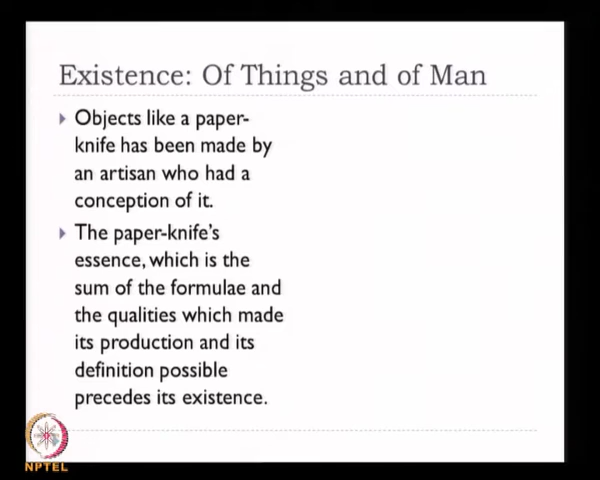 Existence: Of Things and of Man
Objects like a paper-
knife has been made by
an artisan who had a
conception of it.
The paper-knife's
essence, which is the
sum of the formulae and
the qualities which made
its production and its
definition possible
precedes its existence.
NPTEL